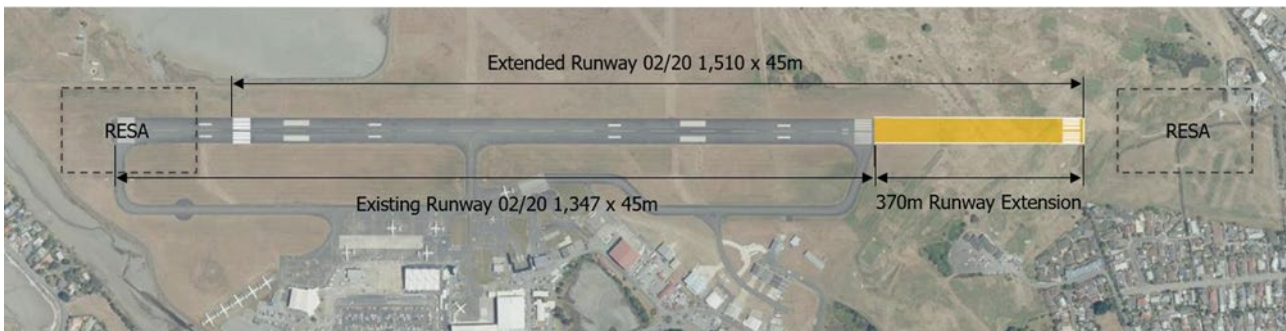 Extended Runway 02/20 1,510 x 45m
RESA
RESA
Existing Runway 02/20 1,347 x 45m
370m Runway Extension